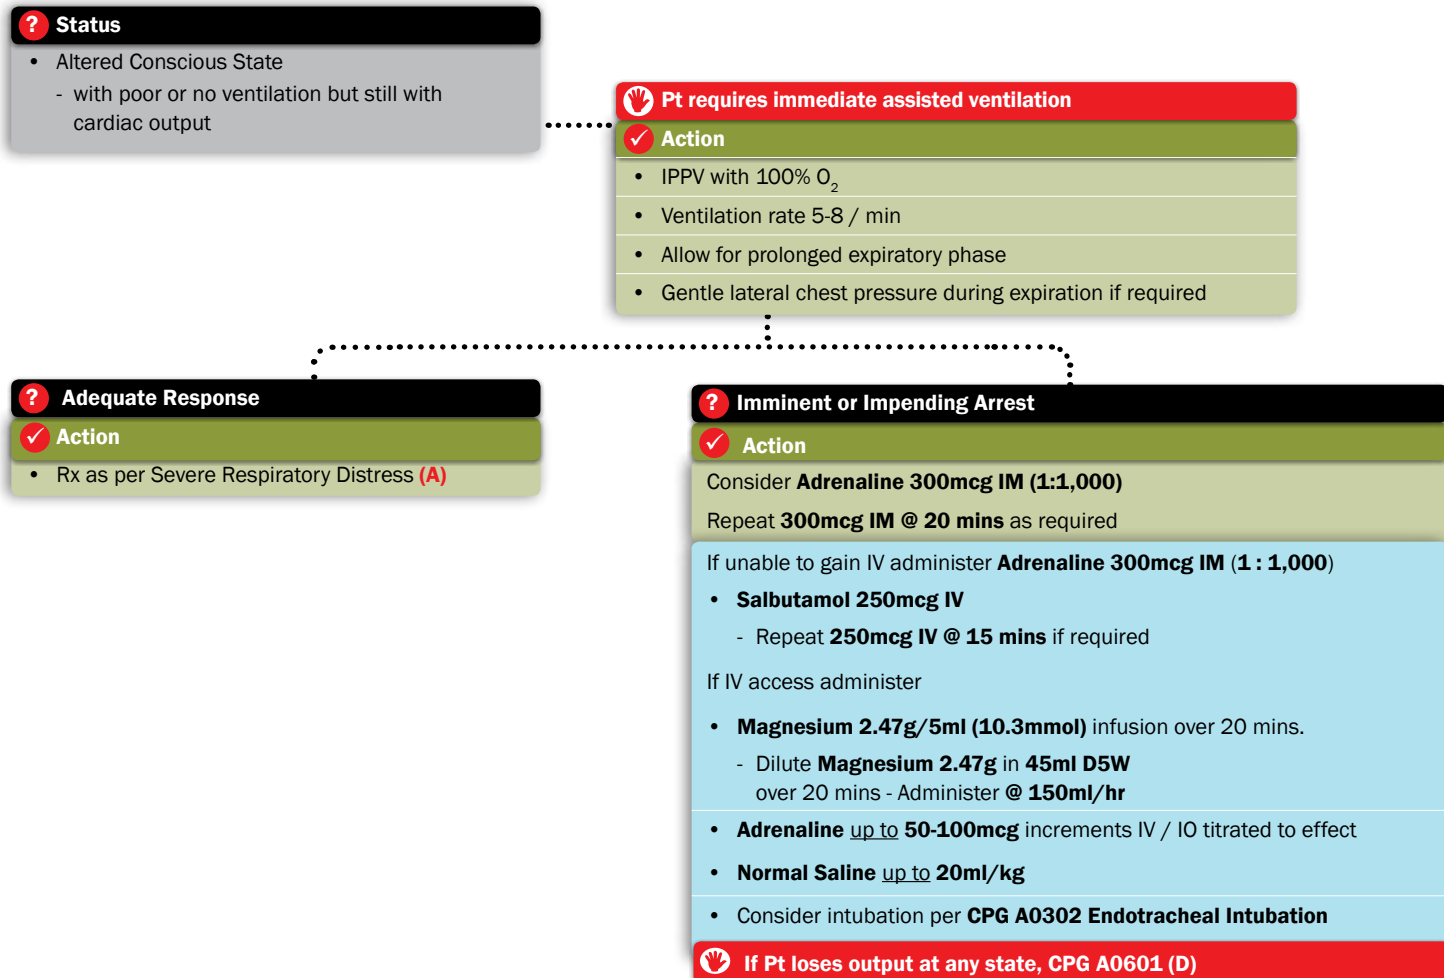 ? Status
• Altered Conscious State
- with poor or no ventilation but still with
cardiac output
Pt requires immediate assisted ventilation
✓ Action
• IPPV with 100% O₂
• Ventilation rate 5-8 / min
• Allow for prolonged expiratory phase
• Gentle lateral chest pressure during expiration if required
? Adequate Response
✓ Action
• Rx as per Severe Respiratory Distress (A)
? Imminent or Impending Arrest
✓ Action
Consider Adrenaline 300mcg IM (1:1,000)
Repeat 300mcg IM @ 20 mins as required
If unable to gain IV administer Adrenaline 300mcg IM (1 : 1,000)
• Salbutamol 250mcg IV
- Repeat 250mcg IV @ 15 mins if required
If IV access administer
• Magnesium 2.47g/5ml (10.3mmol) infusion over 20 mins.
- Dilute Magnesium 2.47g in 45ml D5W
over 20 mins - Administer @ 150ml/hr
• Adrenaline up to 50-100mcg increments IV / IO titrated to effect
• Normal Saline up to 20ml/kg
• Consider intubation per CPG A0302 Endotracheal Intubation
If Pt loses output at any state, CPG A0601 (D)